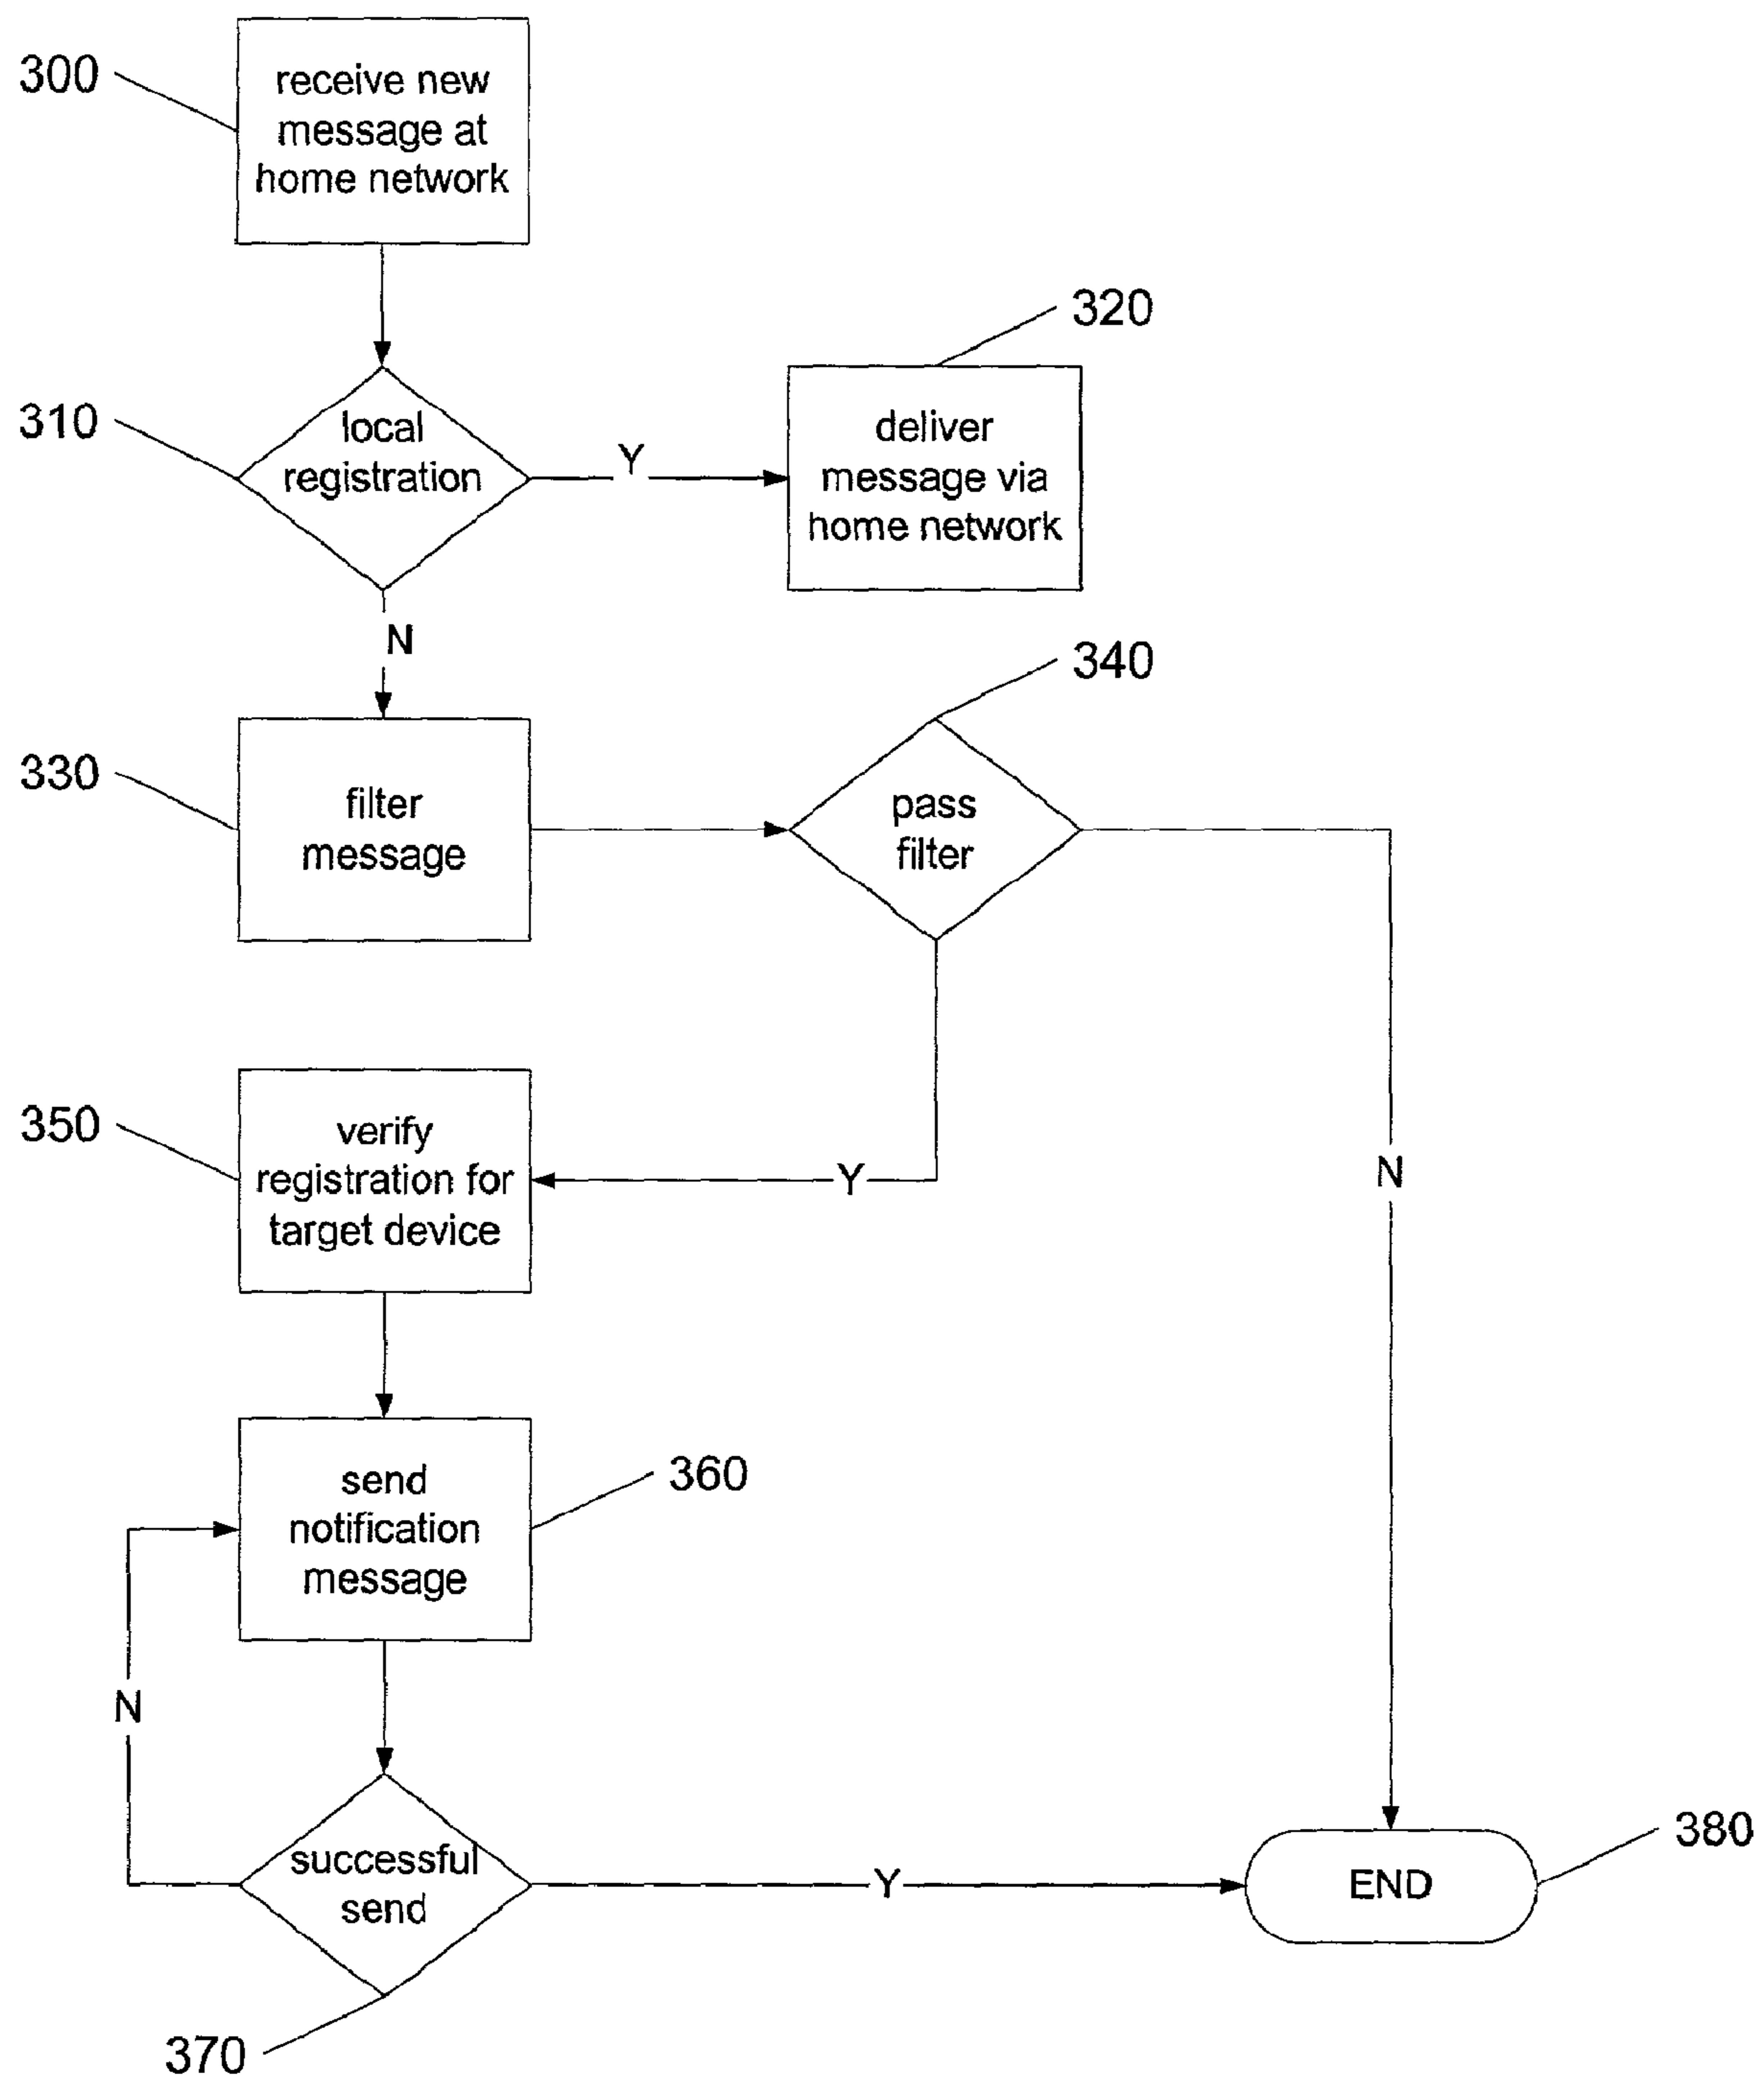 300
receive new
message at
home network
320
310
local
registration
Y
deliver
message via
home network
N
340
330
filter
message
pass
filter
350
verify
registration for
target device
Y
N
send
notification
message
360
N
successful
send
Y
END
380
370